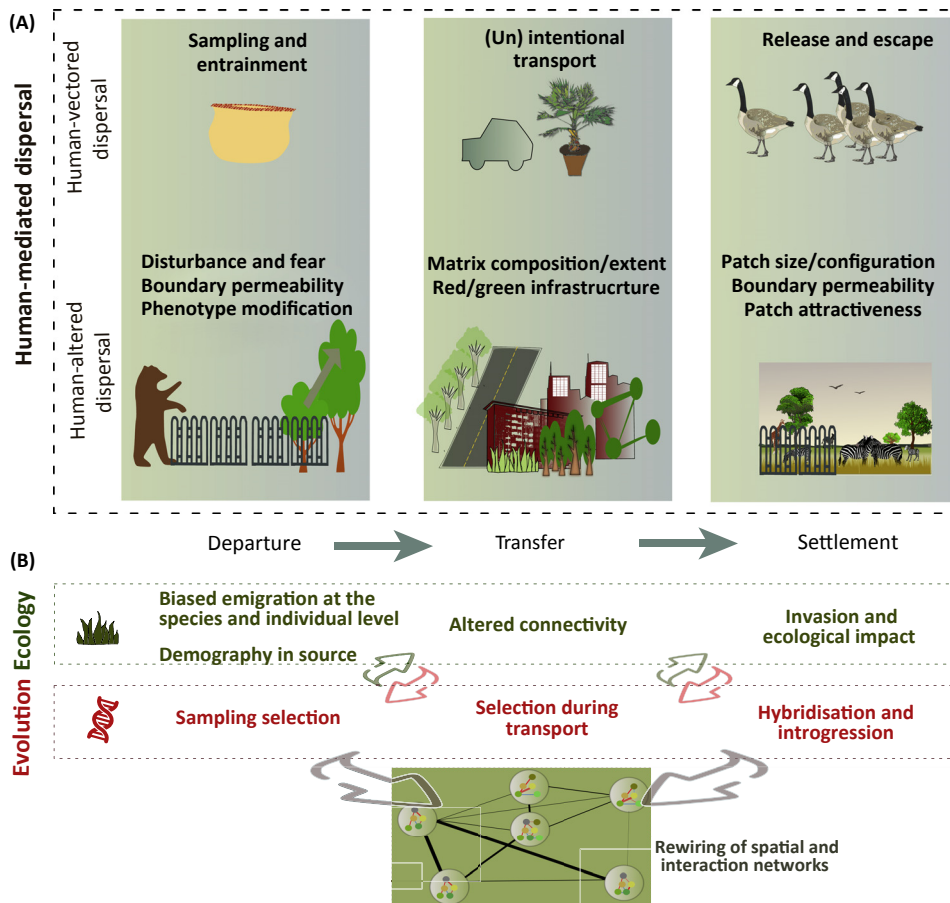 (A)
Human-mediated dispersal
Human-vectored
dispersal
Sampling and
entrainment
(Un) intentional
transport
Release and escape
Human-altered
dispersal
Disturbance and fear
Boundary permeability
Phenotype modification
Matrix composition/extent
Red/green infrastrucrture
Patch size/configuration
Boundary permeability
Patch attractiveness
Departure
Transfer
Settlement
(B)
Ecology
Biased emigration at the
species and individual level
Demography in source
Altered connectivity
Invasion and
ecological impact
Evolution
Sampling selection
Selection during
transport
Hybridisation and
introgression
Rewiring of spatial and
interaction networks